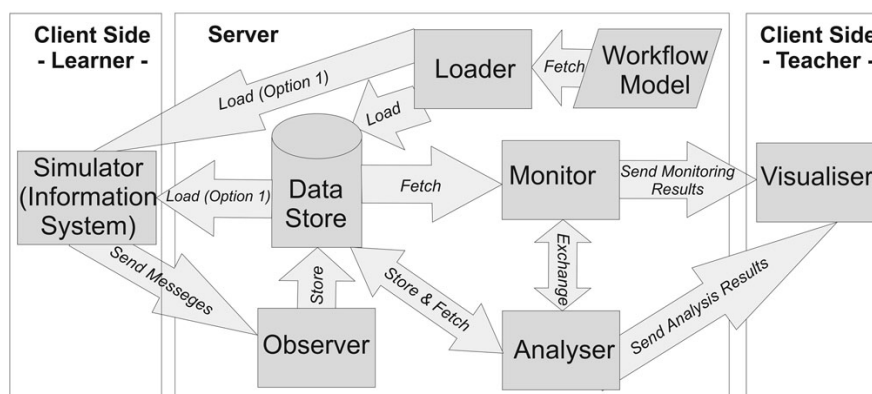 Client Side
- Learner -
Server
Client Side
- Teacher -
Loader
Fetch
Workflow
Model
Load (Option 1)
Load
Simulator
(Information
System)
Load (Option 1)
Data
Store
Fetch
Monitor
Send Monitoring
Results
Visualiser
Send Messeges
Store
Store & Fetch
Exchange
Send Analysis Results
Observer
Analyser